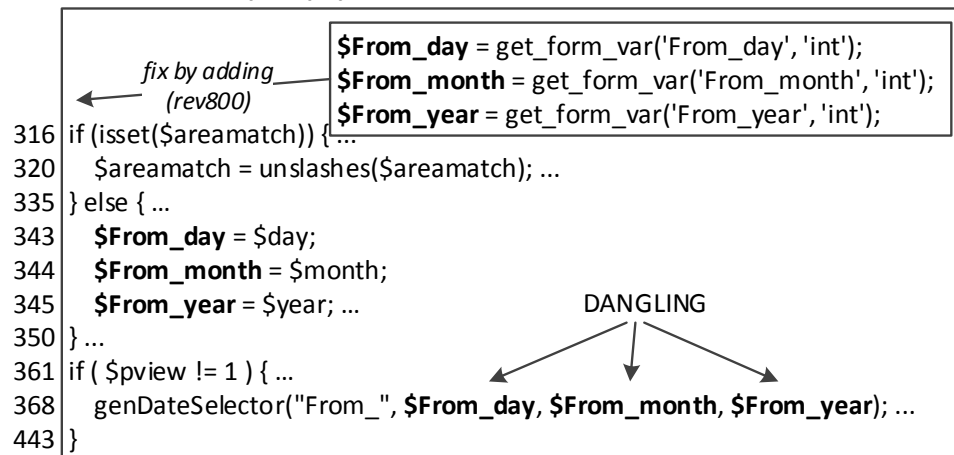 $From_day = get_form_var('From_day', 'int');
$From_month = get_form_var('From_month', 'int');
$From_year = get_form_var('From_year', 'int');
fix by adding
(rev800)
316 if (isset($areamatch)) { ...
320 $areamatch = unslashes($areamatch); ...
335 } else { ...
343 $From_day = $day;
344 $From_month = $month;
345 $From_year = $year; ...
DANGLING
350 } ...
361 if ( $pview != 1 ) { ...
368 genDateSelector("From_", $From_day, $From_month, $From_year); ...
443 }